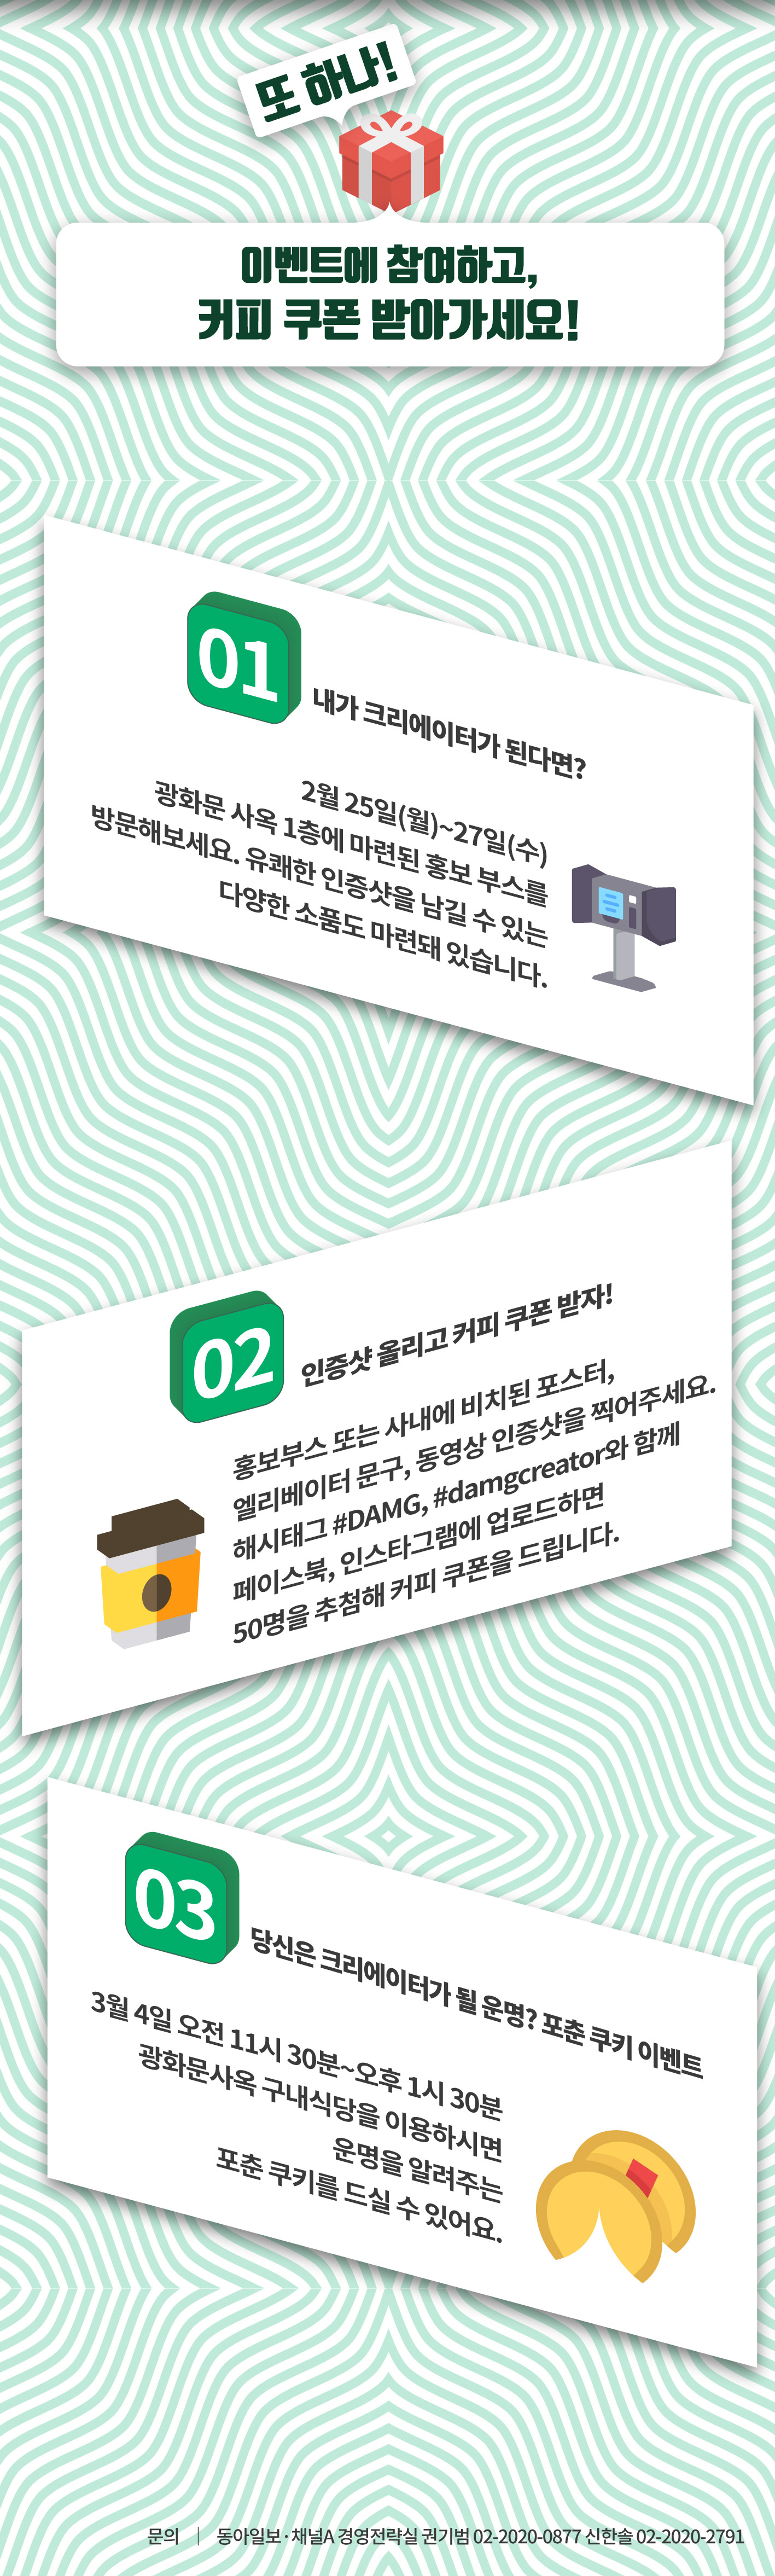 또 하나!
이벤트에 참여하고,
커피 쿠폰 받아가세요!
01
내가 크리에이터가 된다면?
2월 25일(월)~27일(수)
광화문 사옥 1층에 마련된 홍보 부스를
방문해보세요. 유쾌한 인증샷을 남길 수 있는
다양한 소품도 마련돼 있습니다.
02
인증샷 올리고 커피 쿠폰 받자!
홍보부스 또는 사내에 비치된 포스터,
엘리베이터 문구, 동영상 인증샷을 찍어주세요.
해시태그 #DAMG, #damgcreator와 함께
페이스북, 인스타그램에 업로드하면
50명을 추첨해 커피 쿠폰을 드립니다.
03
당신은 크리에이터가 될 운명? 포춘 쿠키 이벤트
3월 4일 오전 11시 30분~오후 1시 30분
광화문사옥 구내식당을 이용하시면
운명을 알려주는
포춘 쿠키를 드실 수 있어요.
문의 | 동아일보·채널A 경영전략실 권기범 02-2020-0877 신한솔 02-2020-2791